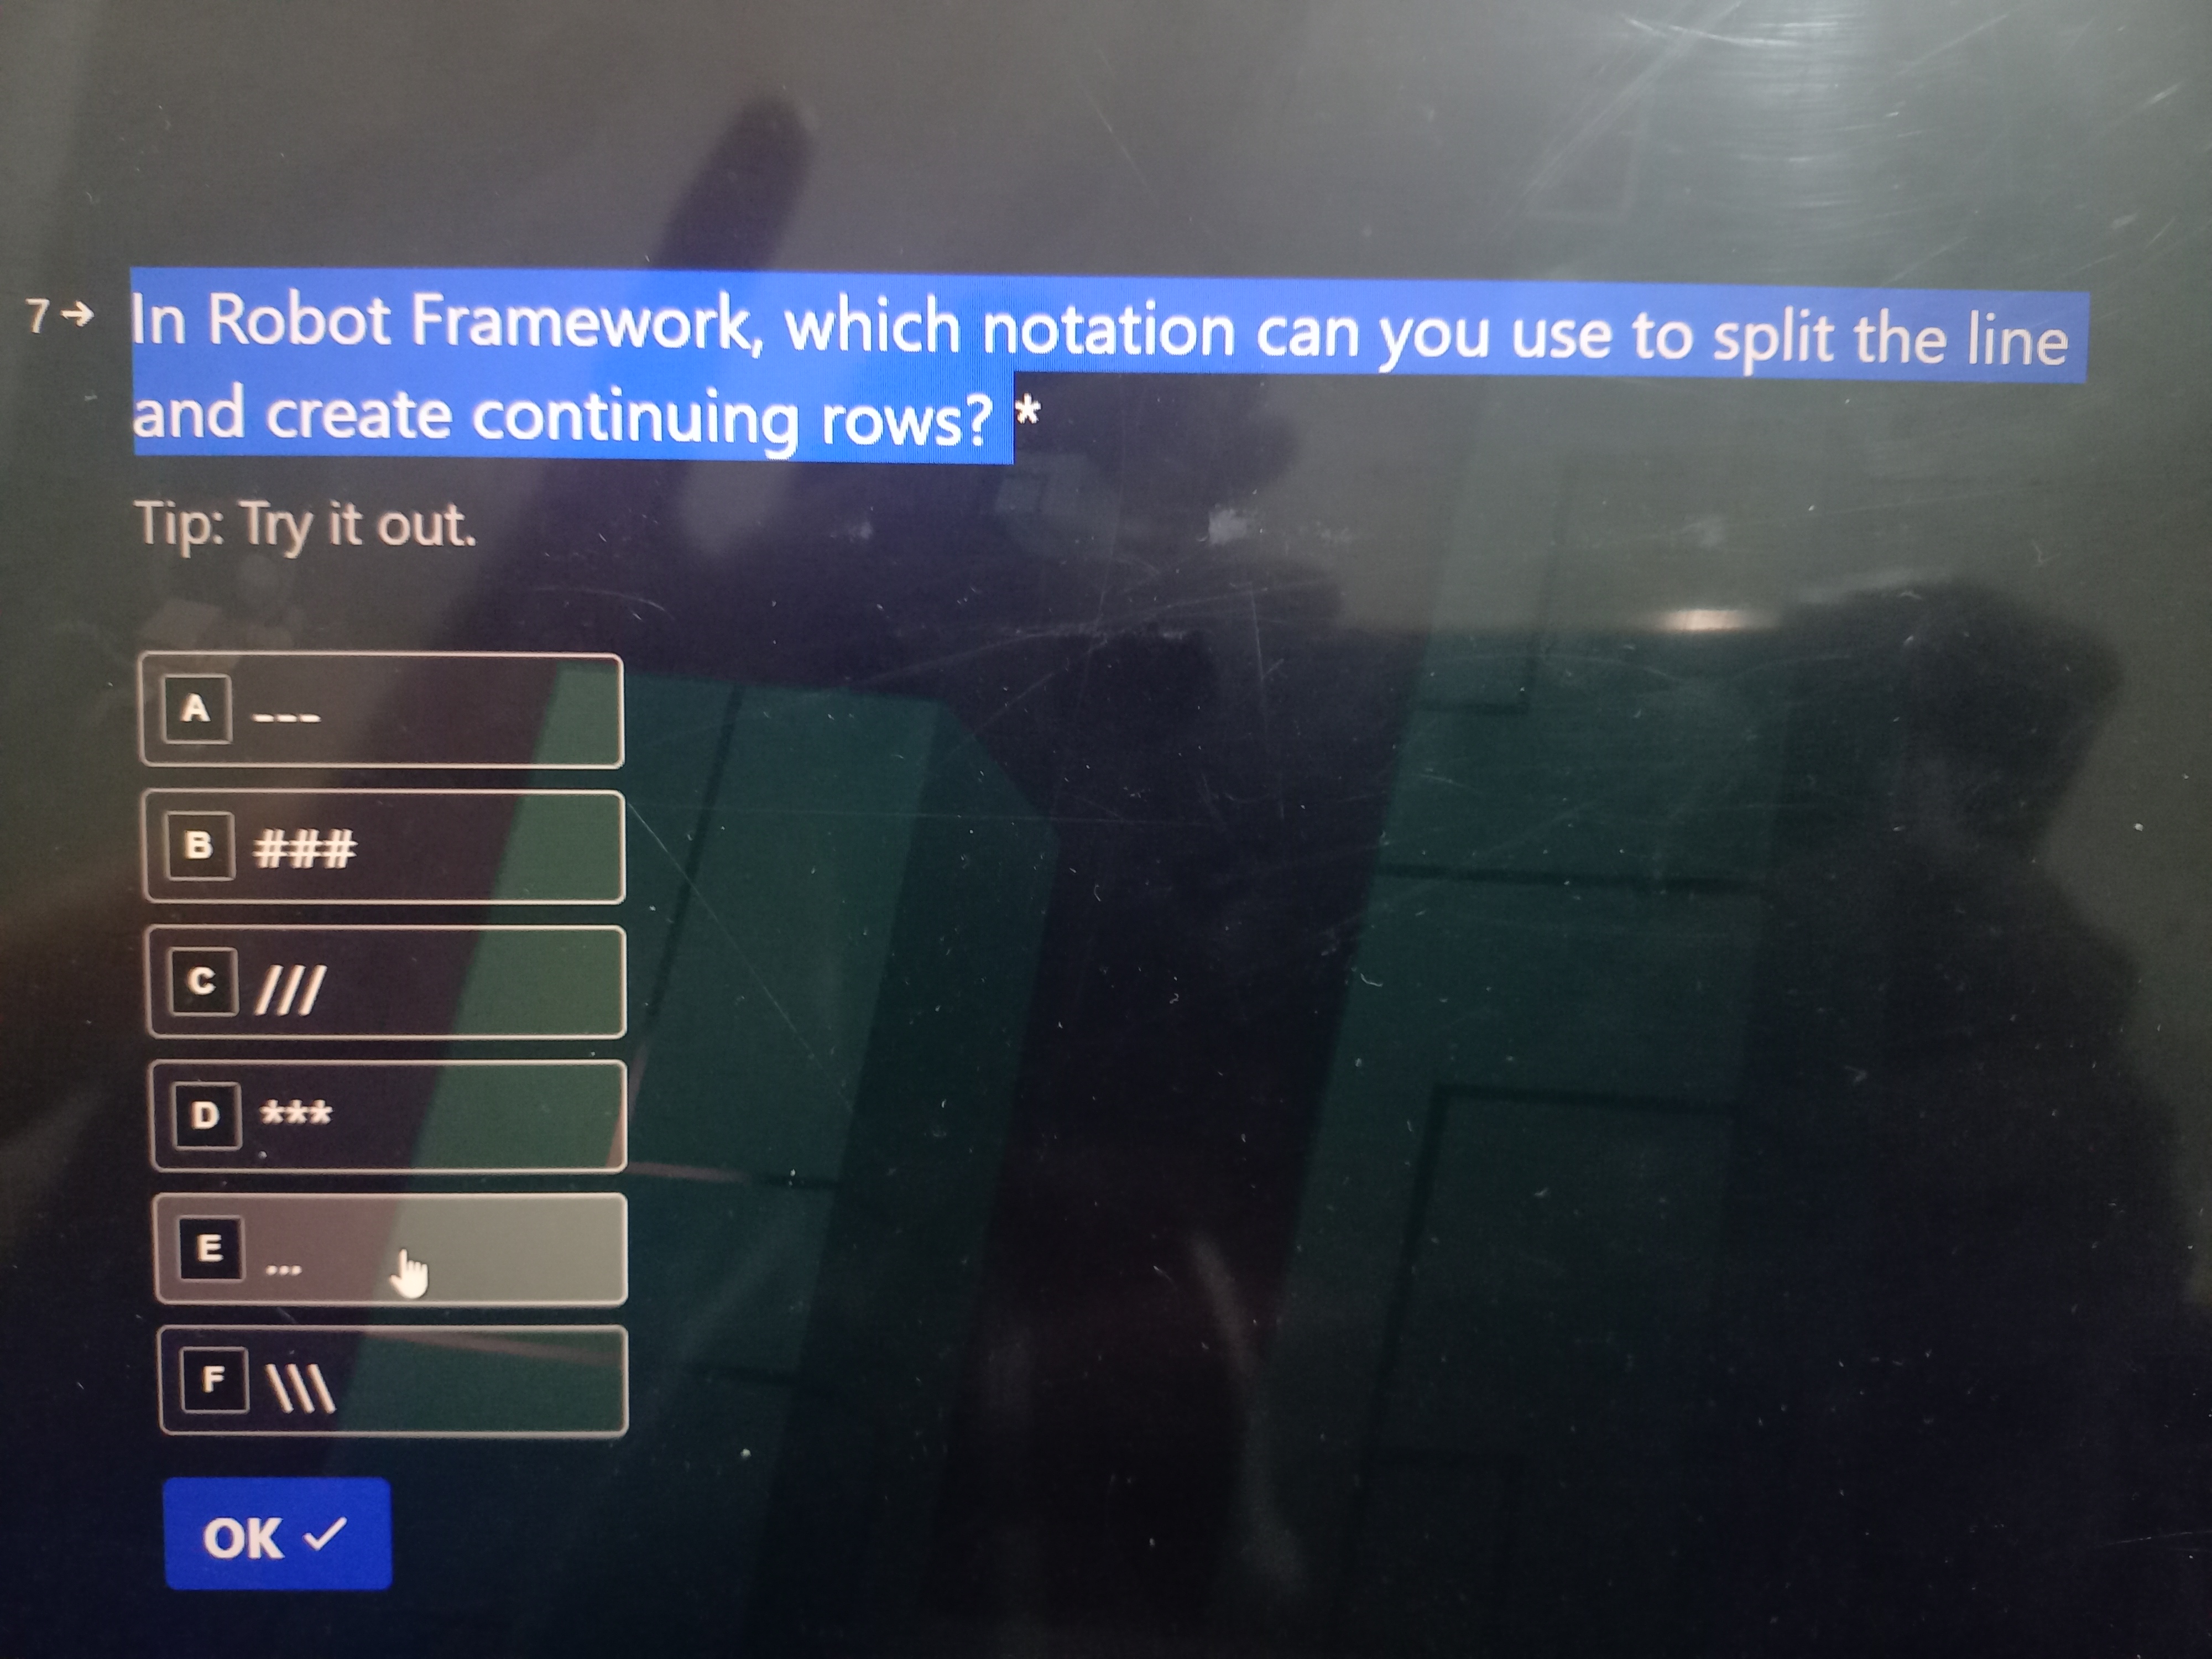 7→ In Robot Framework, which notation can you use to split the line
and create continuing rows? *
Tip: Try it out.
A ---
B ###
C ///
D ***
E ...
F \\\
OK ✓